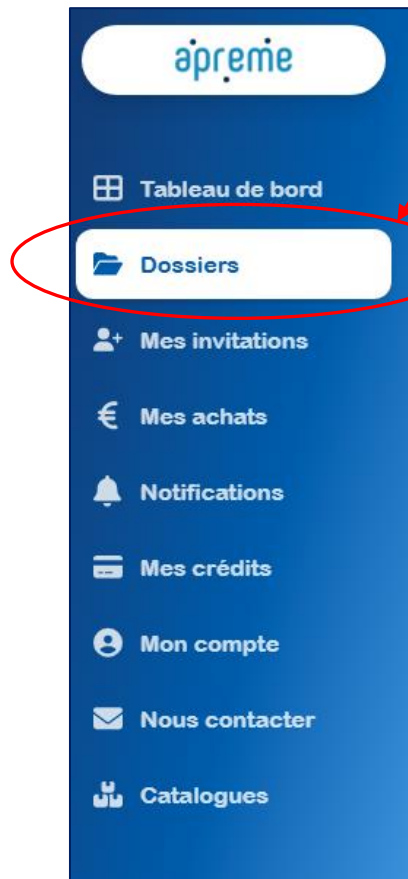 apreme
Tableau de bord
Dossiers
Mes invitations
Mes achats
Notifications
Mes crédits
Mon compte
Nous contacter
Catalogues